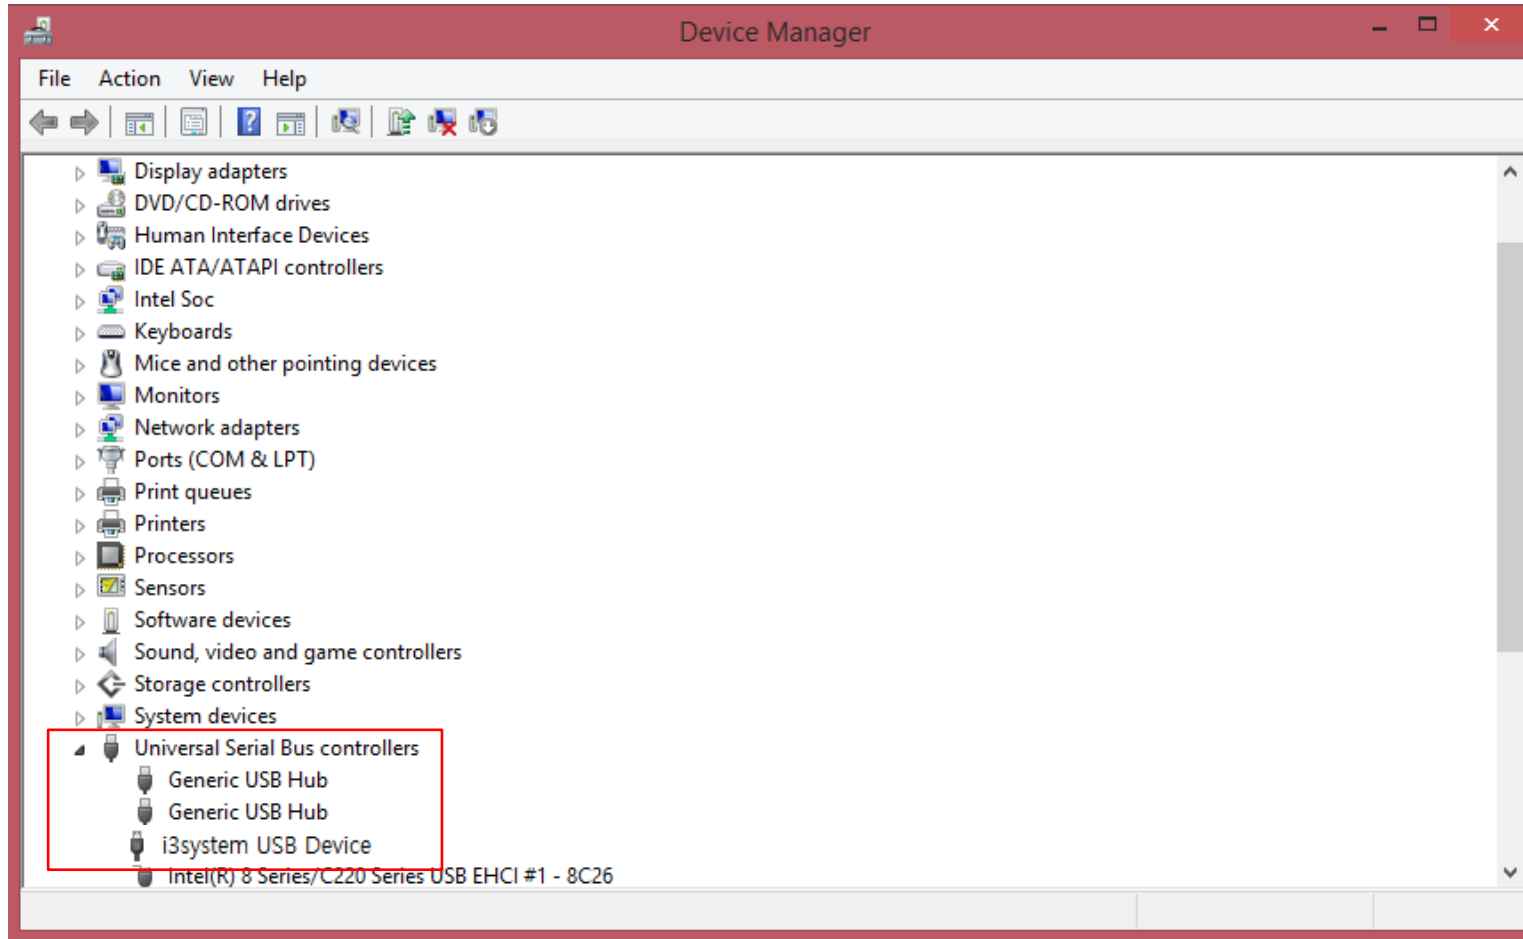 Device Manager
File Action View Help
Display adapters
DVD/CD-ROM drives
Human Interface Devices
IDE ATA/ATAPI controllers
Intel Soc
Keyboards
Mice and other pointing devices
Monitors
Network adapters
Ports (COM & LPT)
Print queues
Printers
Processors
Sensors
Software devices
Sound, video and game controllers
Storage controllers
System devices
Universal Serial Bus controllers
Generic USB Hub
Generic USB Hub
i3system USB Device
Intel(R) 8 Series/C220 Series USB EHCI #1 - 8C26